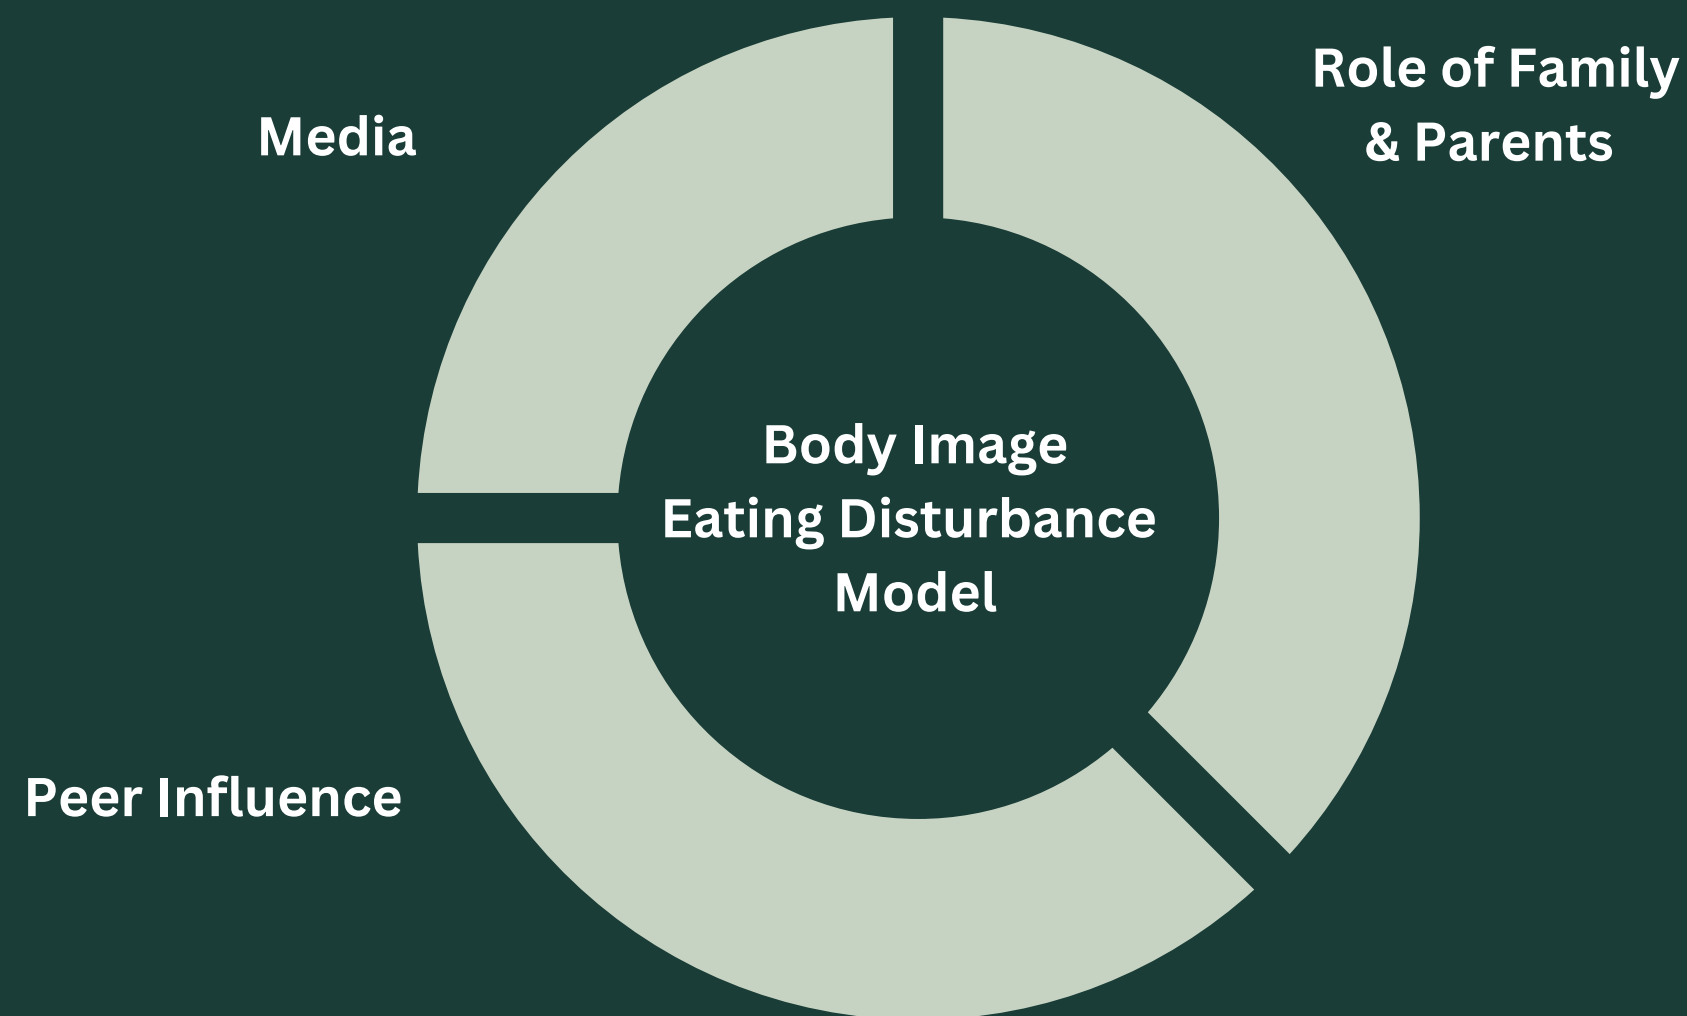 Media
Role of Family
& Parents
Body Image
Eating Disturbance
Model
Peer Influence